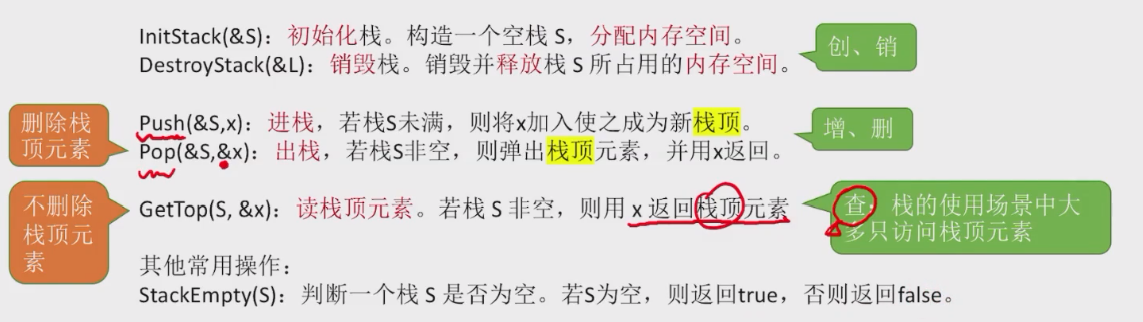 InitStack(&S)：初始化栈。构造一个空栈 S，分配内存空间。
DestroyStack(&L)：销毁栈。销毁并释放栈 S 所占用的内存空间。
创、销
删除栈
顶元素
Push(&S,x)：进栈，若栈S未满，则将x加入使之成为新栈顶。
Pop(&S,&x)：出栈，若栈S非空，则弹出栈顶元素，并用x返回。
增、删
不删除
栈顶元
素
GetTop(S, &x)：读栈顶元素。若栈 S 非空，则用 x 返回栈顶元素
查：栈的使用场景中大
多只访问栈顶元素
其他常用操作：
StackEmpty(S)：判断一个栈 S 是否为空。若S为空，则返回true，否则返回false。